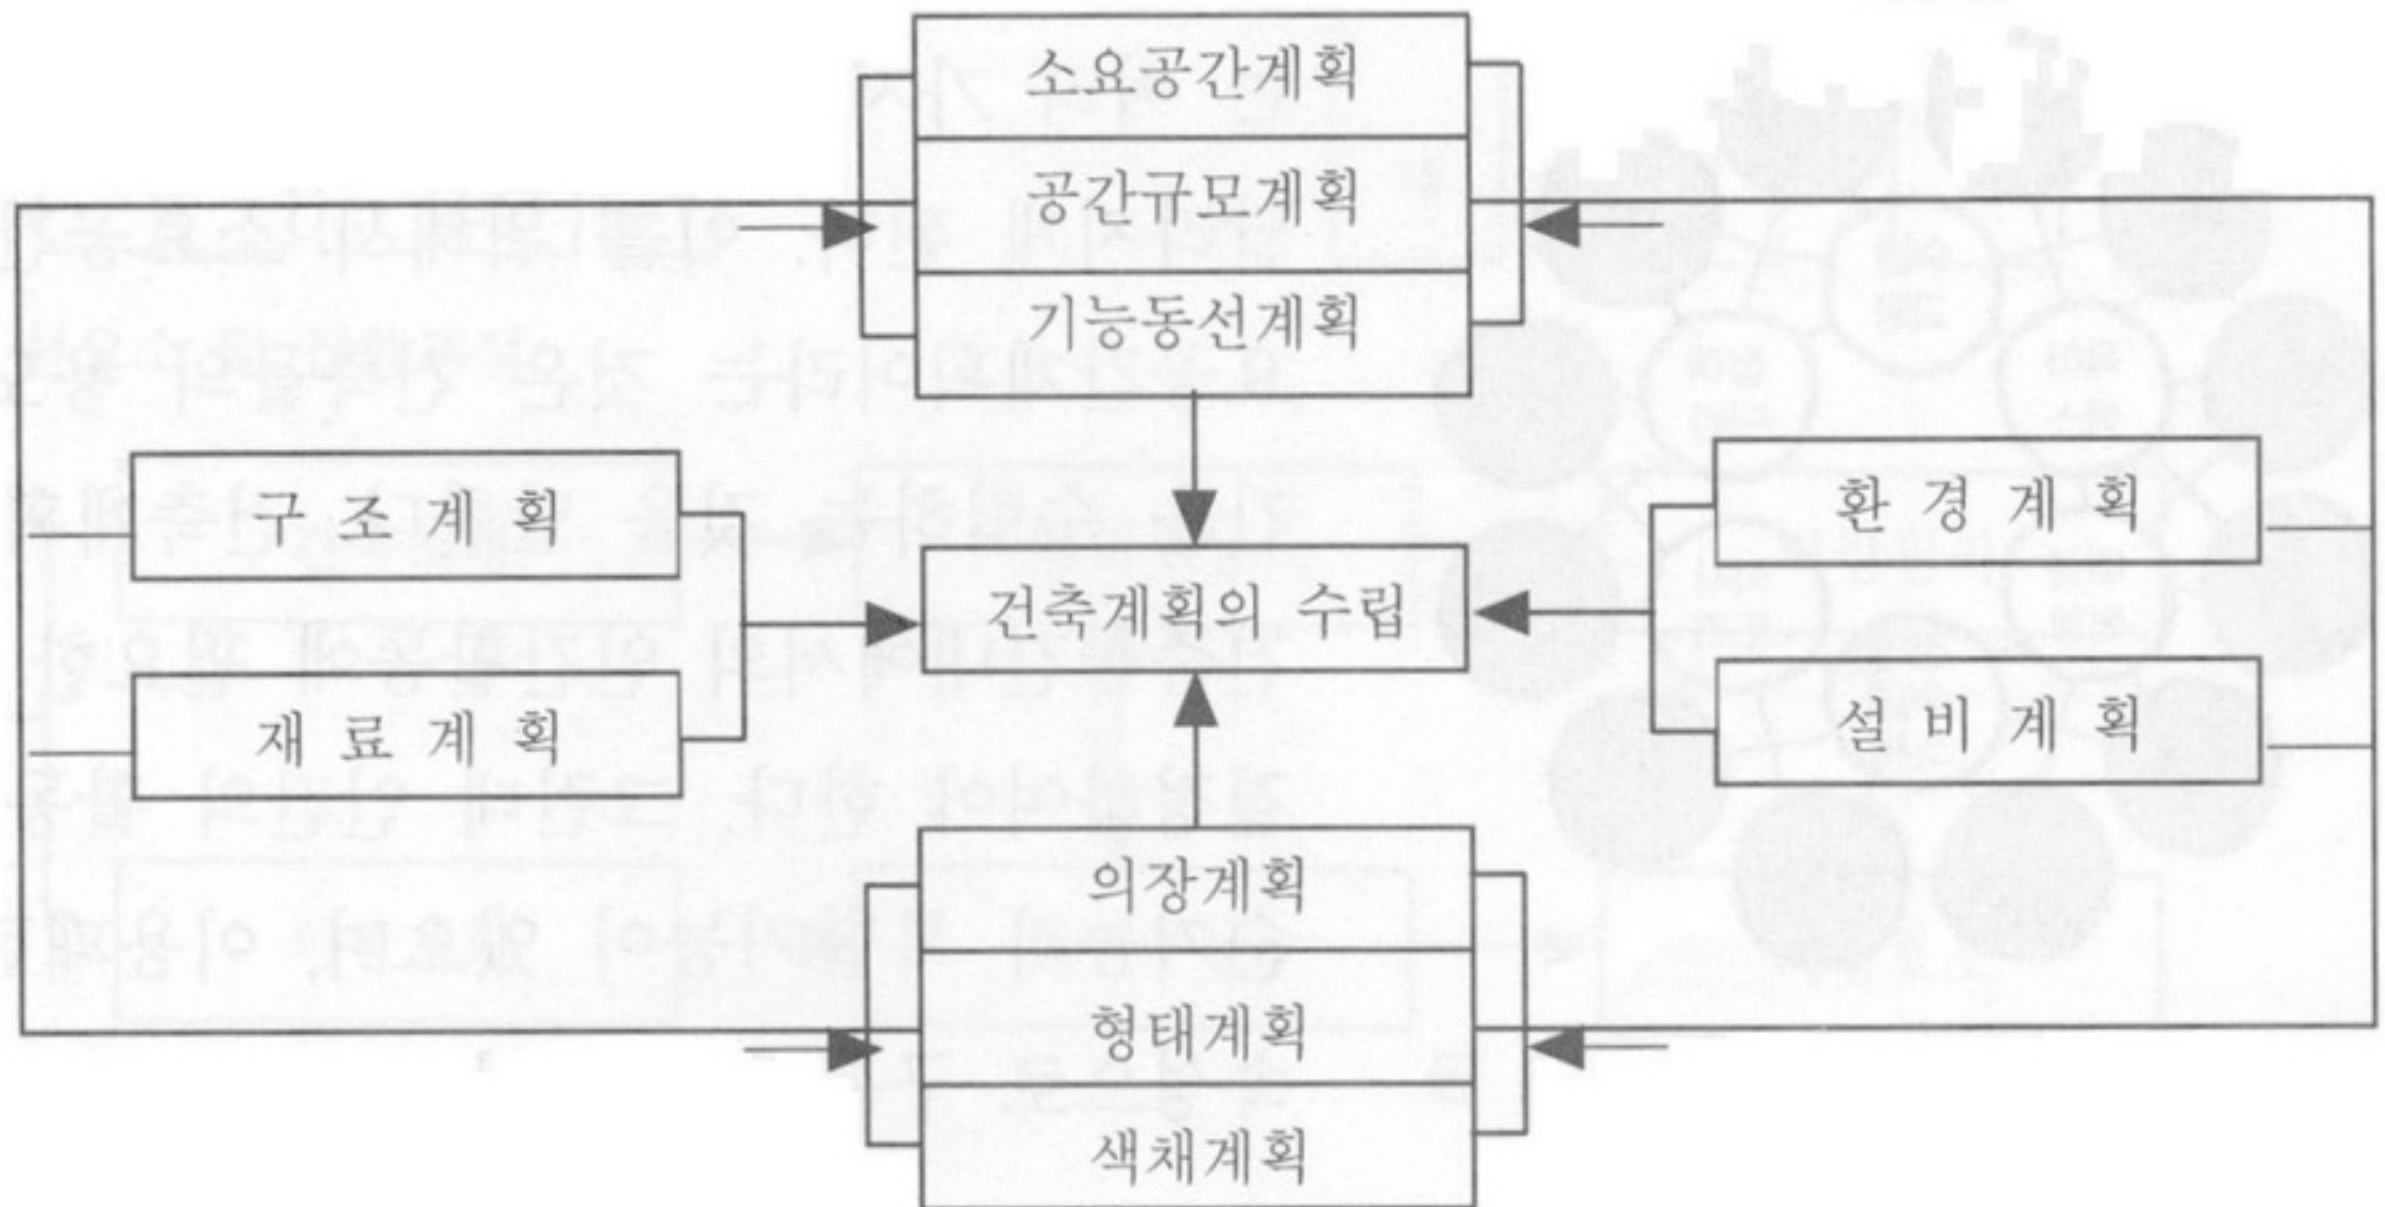 소요공간계획
공간규모계획
기능동선계획
구 조 계 획
환 경 계 획
건축계획의 수립
재 료 계 획
설 비 계 획
의장계획
형태계획
색채계획